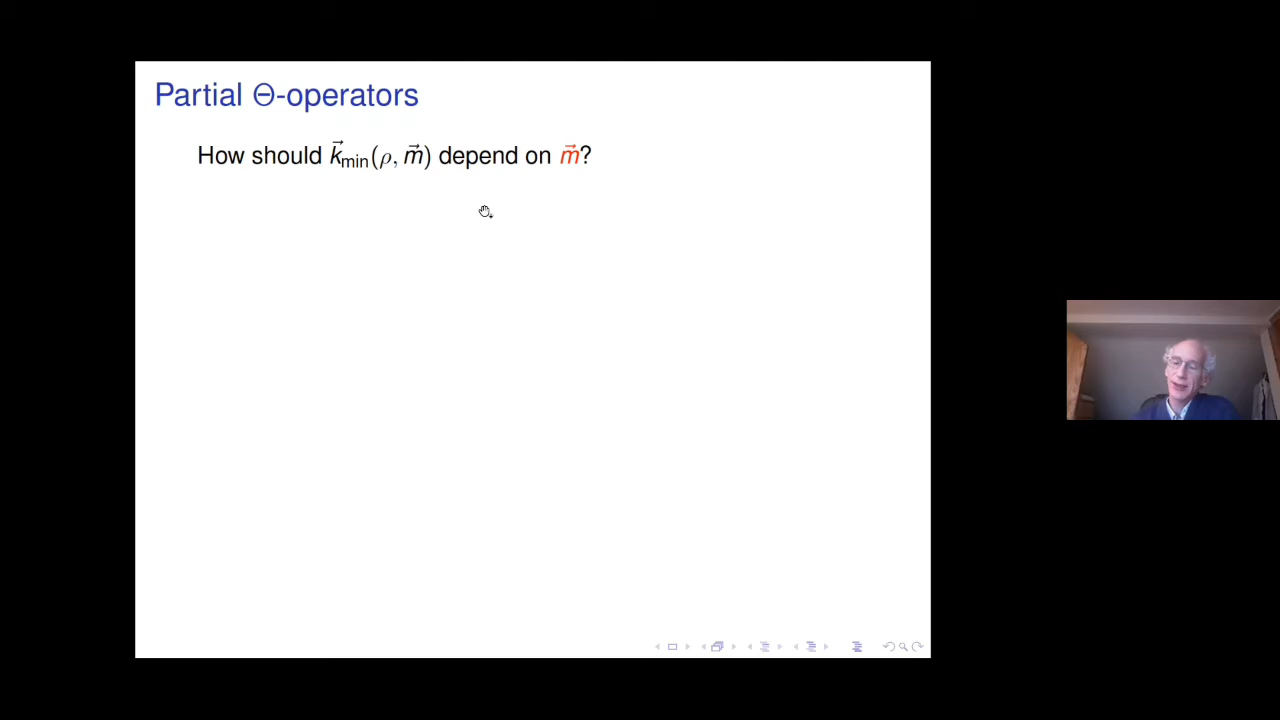 Partial Θ-operators
How should k⃗min(ρ, m⃗) depend on m⃗?